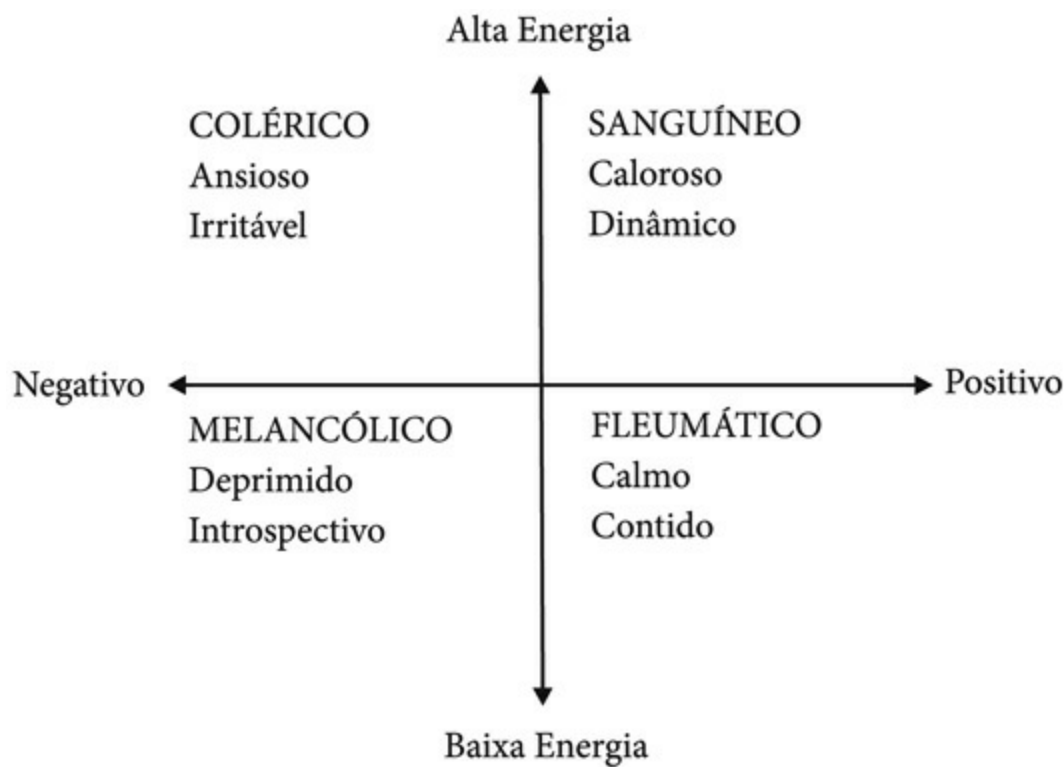 Alta Energia
COLÉRICO
Ansioso
Irritável
SANGUÍNEO
Caloroso
Dinâmico
Negativo
Positivo
MELANCÓLICO
Deprimido
Introspectivo
FLEUMÁTICO
Calmo
Contido
Baixa Energia